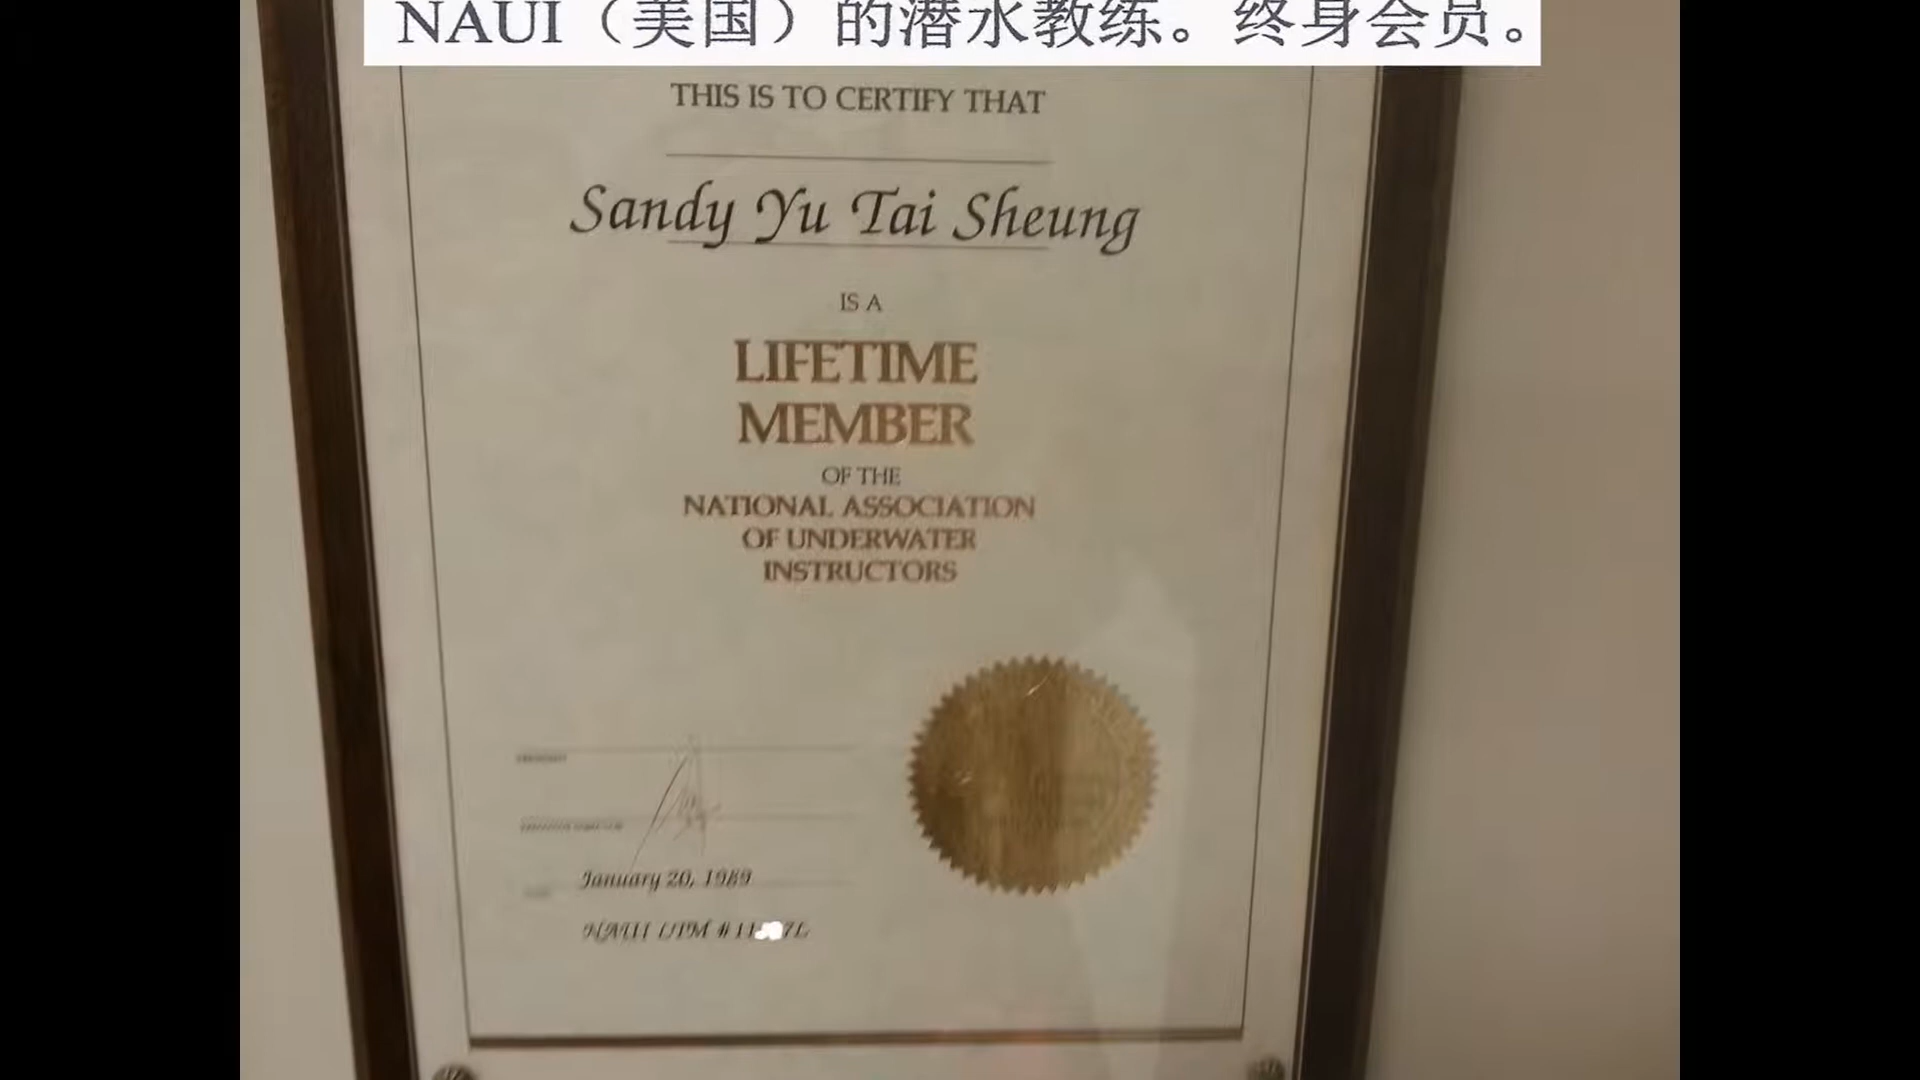 NAUI（美国）的潜水教练。终身会员。
THIS IS TO CERTIFY THAT
Sandy Yu Tai Sheung
IS A
LIFETIME
MEMBER
OF THE
NATIONAL ASSOCIATION
OF UNDERWATER
INSTRUCTORS
January 20, 1989